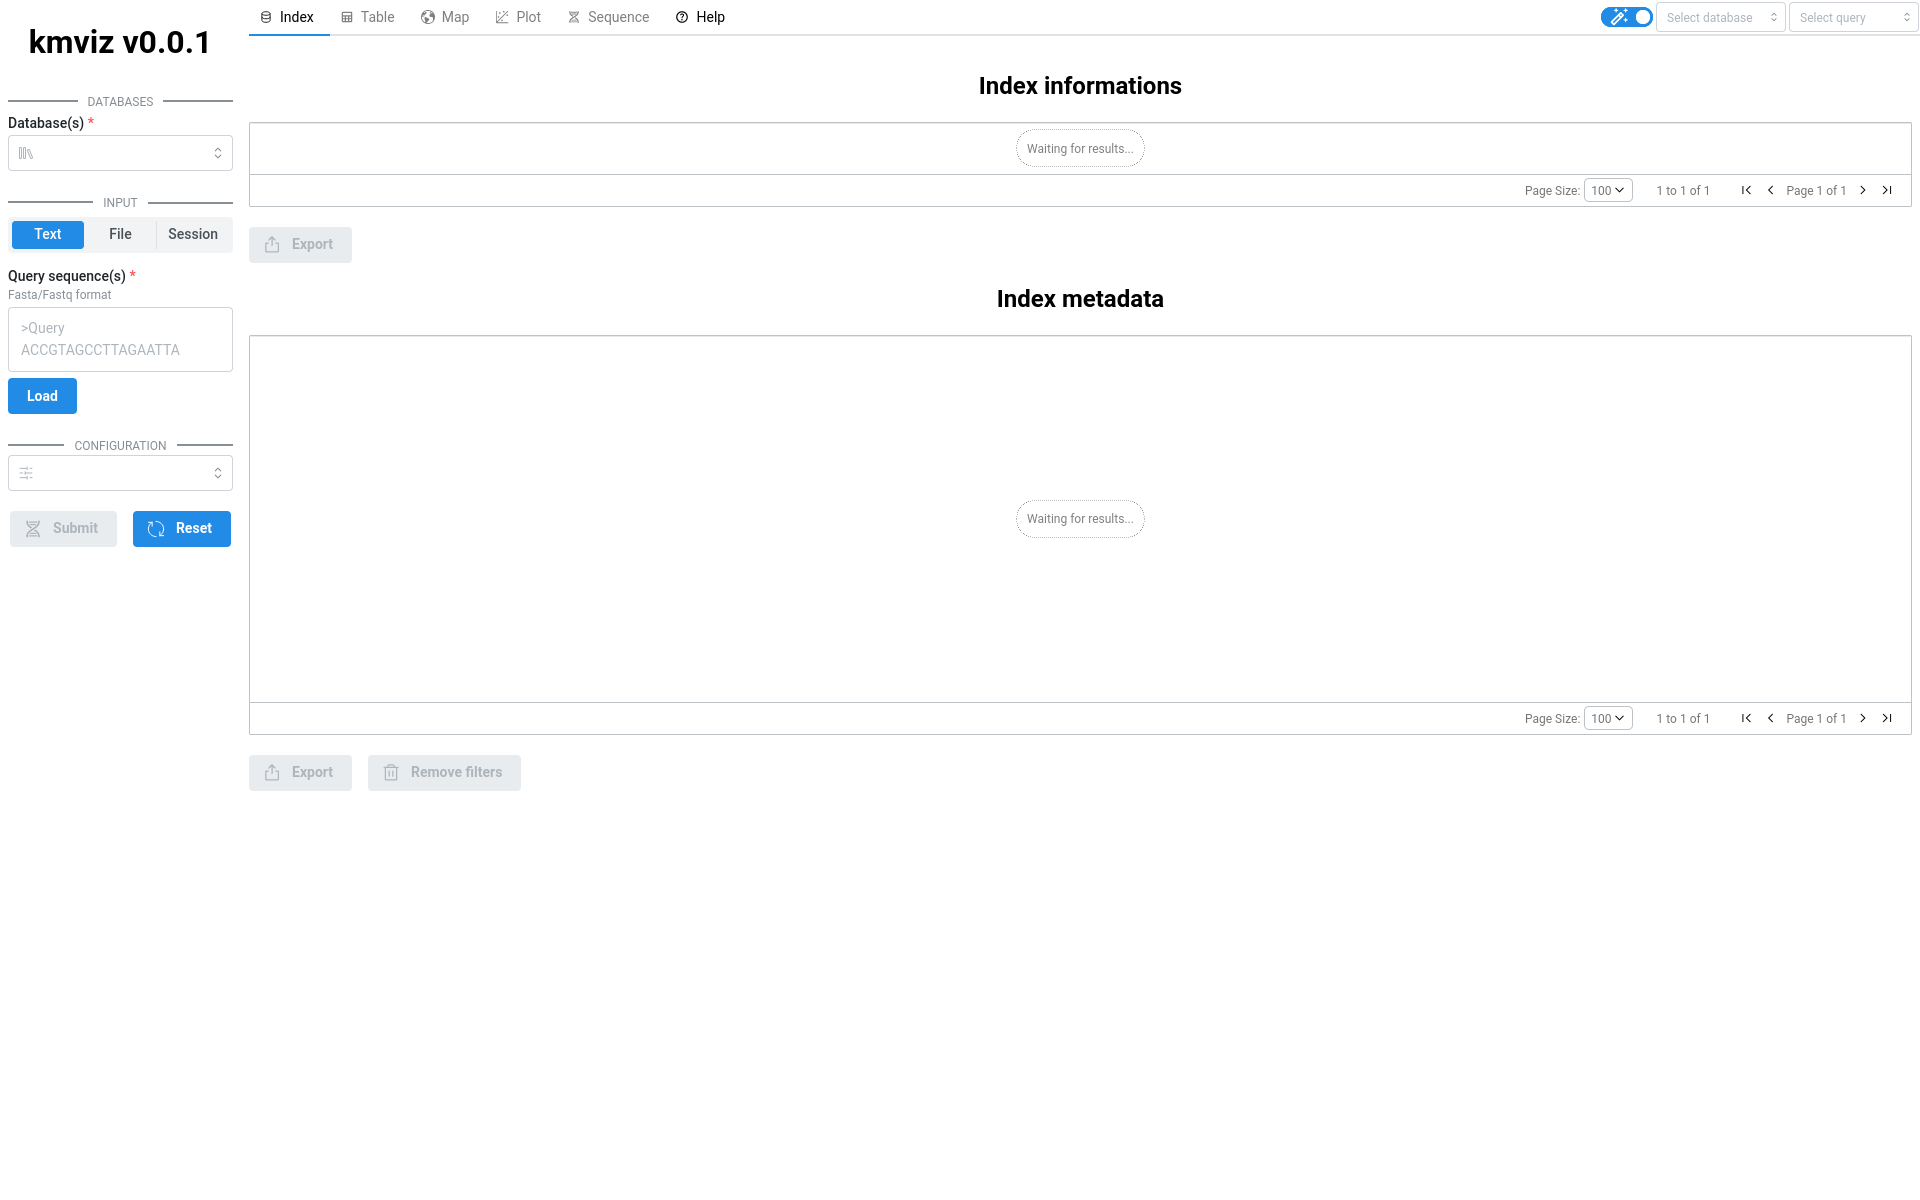 kmviz v0.0.1
DATABASES
Database(s) *
INPUT
Text File Session
Query sequence(s) *
Fasta/Fastq format
>Query
ACCGTAGCCTTAGAATTA
Load
CONFIGURATION
Submit Reset
Index Table Map Plot Sequence Help Select database Select query
Index informations
Waiting for results...
Page Size: 100 1 to 1 of 1 Page 1 of 1
Export
Index metadata
Waiting for results...
Page Size: 100 1 to 1 of 1 Page 1 of 1
Export Remove filters